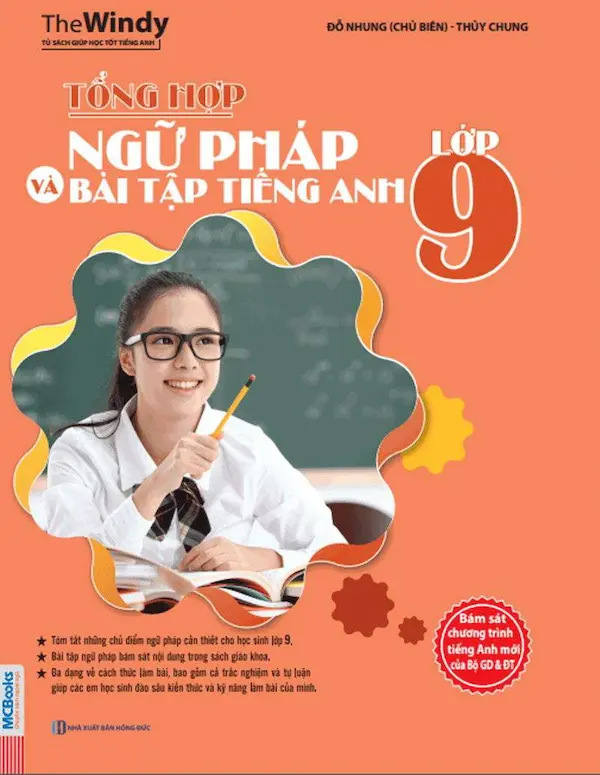 TheWindy
TỦ SÁCH GIÚP HỌC TỐT TIẾNG ANH
ĐỖ NHUNG (CHỦ BIÊN) - THÙY CHUNG
TỔNG HỢP
NGỮ PHÁP
VÀ BÀI TẬP TIẾNG ANH
LỚP
9
★ Tóm tắt những chủ điểm ngữ pháp cần thiết cho học sinh lớp 9.
★ Bài tập ngữ pháp bám sát nội dung trong sách giáo khoa.
★ Đa dạng về cách thức làm bài, bao gồm cả trắc nghiệm và tự luận
giúp các em học sinh đào sâu kiến thức và kỹ năng làm bài của mình.
Bám sát
chương trình
tiếng Anh mới
của Bộ GD & ĐT
MCBooks
Chuyên sách ngoại ngữ
NHÀ XUẤT BẢN HỒNG ĐỨC